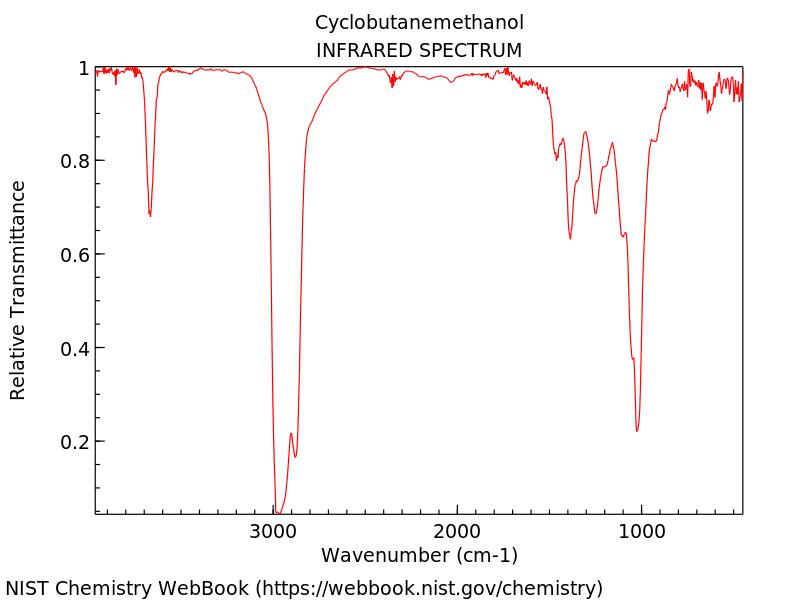 Cyclobutanemethanol
INFRARED SPECTRUM
Relative Transmittance
1
0.8
0.6
0.4
0.2
3000 2000 1000
Wavenumber (cm-1)
NIST Chemistry WebBook (https://webbook.nist.gov/chemistry)